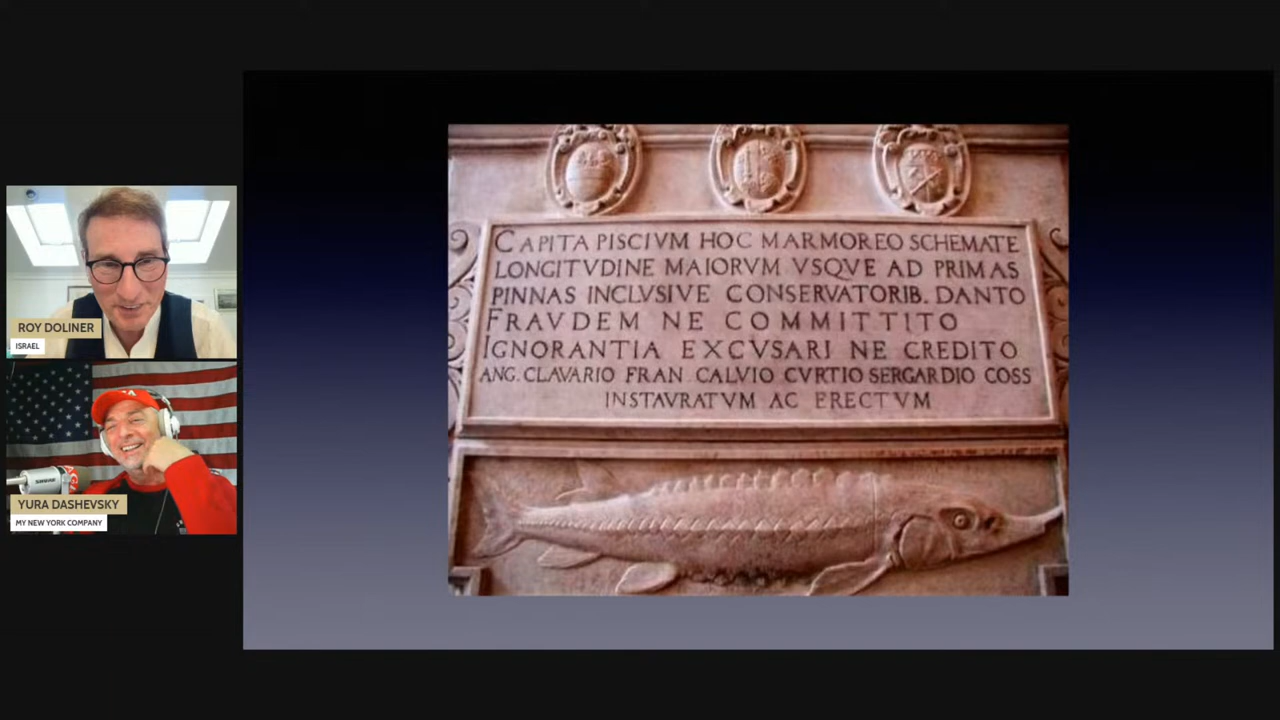 ROY DOLINER
ISRAEL
YURA DASHEVSKY
MY NEW YORK COMPANY
SHURE
CAPITA PISCIVM HOC MARMOREO SCHEMATE
LONGITVDINE MAIORVM VSQVE AD PRIMAS
PINNAS INCLVSIVE CONSERVATORIB. DANTO
FRAVDEM NE COMMITTITO
IGNORANTIA EXCVSARI NE CREDITO
ANG. CLAVARIO FRAN CALVIO CVRTIO SERGARDIO COSS
INSTAVRATVM AC ERECTVM